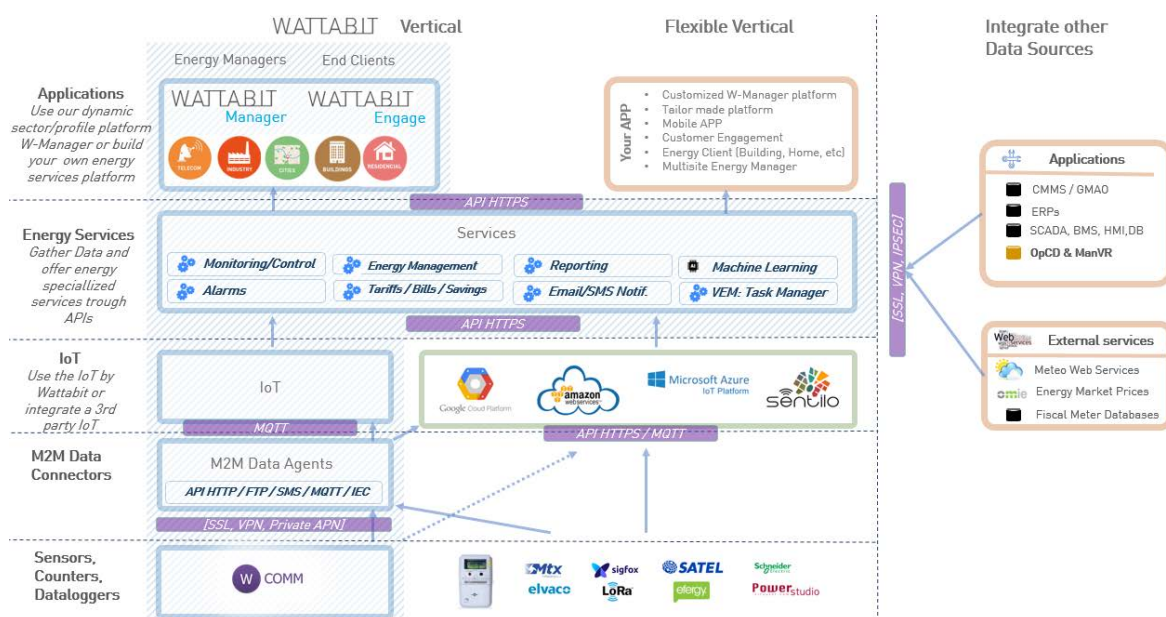 WATTABIT Vertical
Flexible Vertical
Integrate other
Data Sources
Energy Managers
End Clients
Applications
Use our dynamic
sector/profile platform
W-Manager or build
your own energy
services platform
WATTABIT
Manager
WATTABIT
Engage
TELECOM
INDUSTRY
CITIES
BUILDINGS
RESIDENCIAL
Your APP
• Customized W-Manager platform
• Tailor made platform
• Mobile APP
• Customer Engagement
• Energy Client (Building, Home, etc)
• Multisite Energy Manager
API HTTPS
Energy Services
Gather Data and
offer energy
speciallized
services trough
APIs
Services
Monitoring/Control
Energy Management
Reporting
Machine Learning
Alarms
Tariffs / Bills / Savings
Email/SMS Notif.
VEM: Task Manager
API HTTPS
[SSL, VPN, IPSEC]
Applications
CMMS / GMAO
ERPs
SCADA, BMS, HMI,DB
OpCD & ManVR
Web
services
External services
Meteo Web Services
omie
Energy Market Prices
Fiscal Meter Databases
IoT
Use the IoT by
Wattabit or
integrate a 3rd
party IoT
IoT
Google Cloud Platform
amazon
webservices
Microsoft Azure
IoT Platform
sentilo
MQTT
API HTTPS / MQTT
M2M Data
Connectors
M2M Data Agents
API HTTP / FTP / SMS / MQTT / IEC
[SSL, VPN, Private APN]
Sensors,
Counters,
Dataloggers
W COMM
Mtx
sigfox
SATEL
Schneider
Electric
elvaco
LoRa
efergy
Power studio